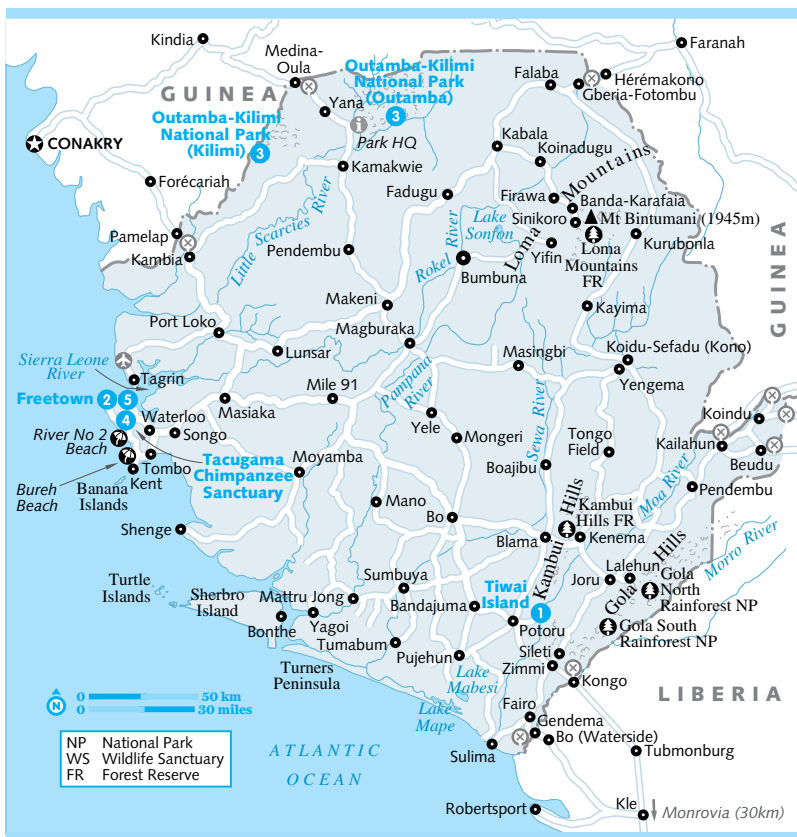 Kindia
Faranah
Medina-
Oula
Outamba-Kilimi
National Park
(Outamba)
3
Falaba
Hérémakono
Gberia-Fotombu
GUINEA
Yana
i
Park HQ
Outamba-Kilimi
National Park
(Kilimi)
3
CONAKRY
Kabala
Koinadugu
Kamakwie
Forécariah
Fadugu
Firawa
Banda-Karafaia
Sinikoro
Mt Bintumani (1945m)
Loma Mountains
Lake
Sonfon
Little Scarcies River
Rokel River
Pamelap
Kambia
Pendembu
Bumbuna
Yifin
Loma
Mountains
FR
Kurubonla
GUINEA
Makeni
Kayima
Port Loko
Magburaka
Lunsar
Masingbi
Koidu-Sefadu (Kono)
Yengema
Sierra Leone
River
Tagrin
Pampana
River
Mile 91
Masiaka
Freetown
2
5
4
Waterloo
Songo
River No 2
Beach
Yele
Mongeri
Sewa River
Tongo
Field
Koindu
Kailahun
Beudu
Tacugama
Chimpanzee
Sanctuary
Moyamba
Boajibu
Moa River
Pendembu
Bureh
Beach
Tombo
Kent
Banana
Islands
Mano
Bo
Kambui Hills
Kambui
Hills FR
Shenge
Blama
Kenema
Morro River
Lalehun
Joru
Gola Hills
Gola
North
Rainforest NP
Turtle
Islands
Sherbro
Island
Mattru Jong
Sumbuya
Bandajuma
Tiwai
Island
1
Potoru
Gola South
Rainforest NP
Bonthe
Yagoi
Tumabum
Pujehun
Sileti
Zimmi
Turners
Peninsula
Lake
Mabesi
Kongo
LIBERIA
Lake
Mape
N
0
50 km
0
30 miles
Fairo
Gendema
Bo (Waterside)
Sulima
Tubmonburg
NP National Park
WS Wildlife Sanctuary
FR Forest Reserve
ATLANTIC
OCEAN
Robertsport
Kle
Monrovia (30km)